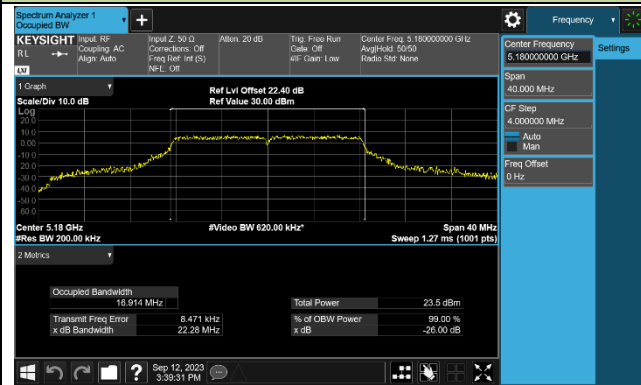 Spectrum Analyzer 1
Occupied BW
Frequency
KEYSIGHT
RL
LXI
Input: RF
Coupling: AC
Align: Auto
Input Z: 50 Ω
Corrections: Off
Freq Ref: Int (S)
NFE: Off
Atten: 20 dB
Trig: Free Run
Gate: Off
#IF Gain: Low
Center Freq: 5.180000000 GHz
Avg|Hold: 50/50
Radio Std: None
Center Frequency
5.180000000 GHz
Settings
Span
40.000 MHz
CF Step
4.000000 MHz
Auto
Man
Freq Offset
0 Hz
1 Graph
Scale/Div 10.0 dB
Ref Lvl Offset 22.40 dB
Ref Value 30.00 dBm
Log
20.0
10.0
0.00
-10.0
-20.0
-30.0
-40.0
-50.0
-60.0
Center 5.18 GHz
#Res BW 200.00 kHz
#Video BW 620.00 kHz*
Span 40 MHz
Sweep 1.27 ms (1001 pts)
2 Metrics
Occupied Bandwidth
16.914 MHz
Total Power 23.5 dBm
Transmit Freq Error 8.471 kHz
% of OBW Power 99.00 %
x dB Bandwidth 22.28 MHz
x dB -26.00 dB
?
Sep 12, 2023
3:39:31 PM